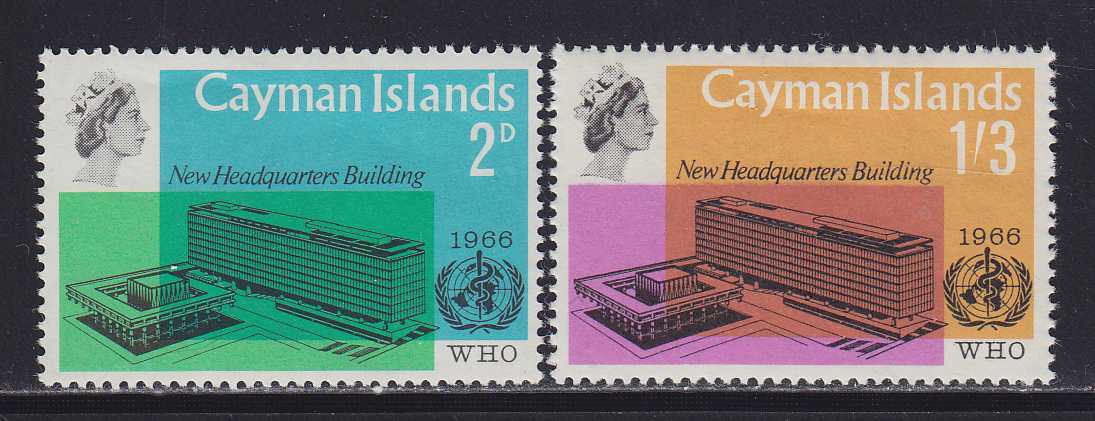 Cayman Islands
2D
New Headquarters Building
1966
WHO
Cayman Islands
1/3
New Headquarters Building
1966
WHO